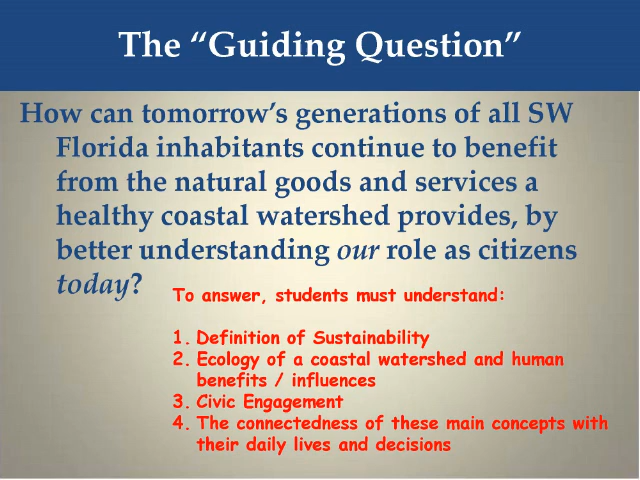 The “Guiding Question”
How can tomorrow’s generations of all SW
Florida inhabitants continue to benefit
from the natural goods and services a
healthy coastal watershed provides, by
better understanding our role as citizens
today?
To answer, students must understand:
1. Definition of Sustainability
2. Ecology of a coastal watershed and human
benefits / influences
3. Civic Engagement
4. The connectedness of these main concepts with
their daily lives and decisions